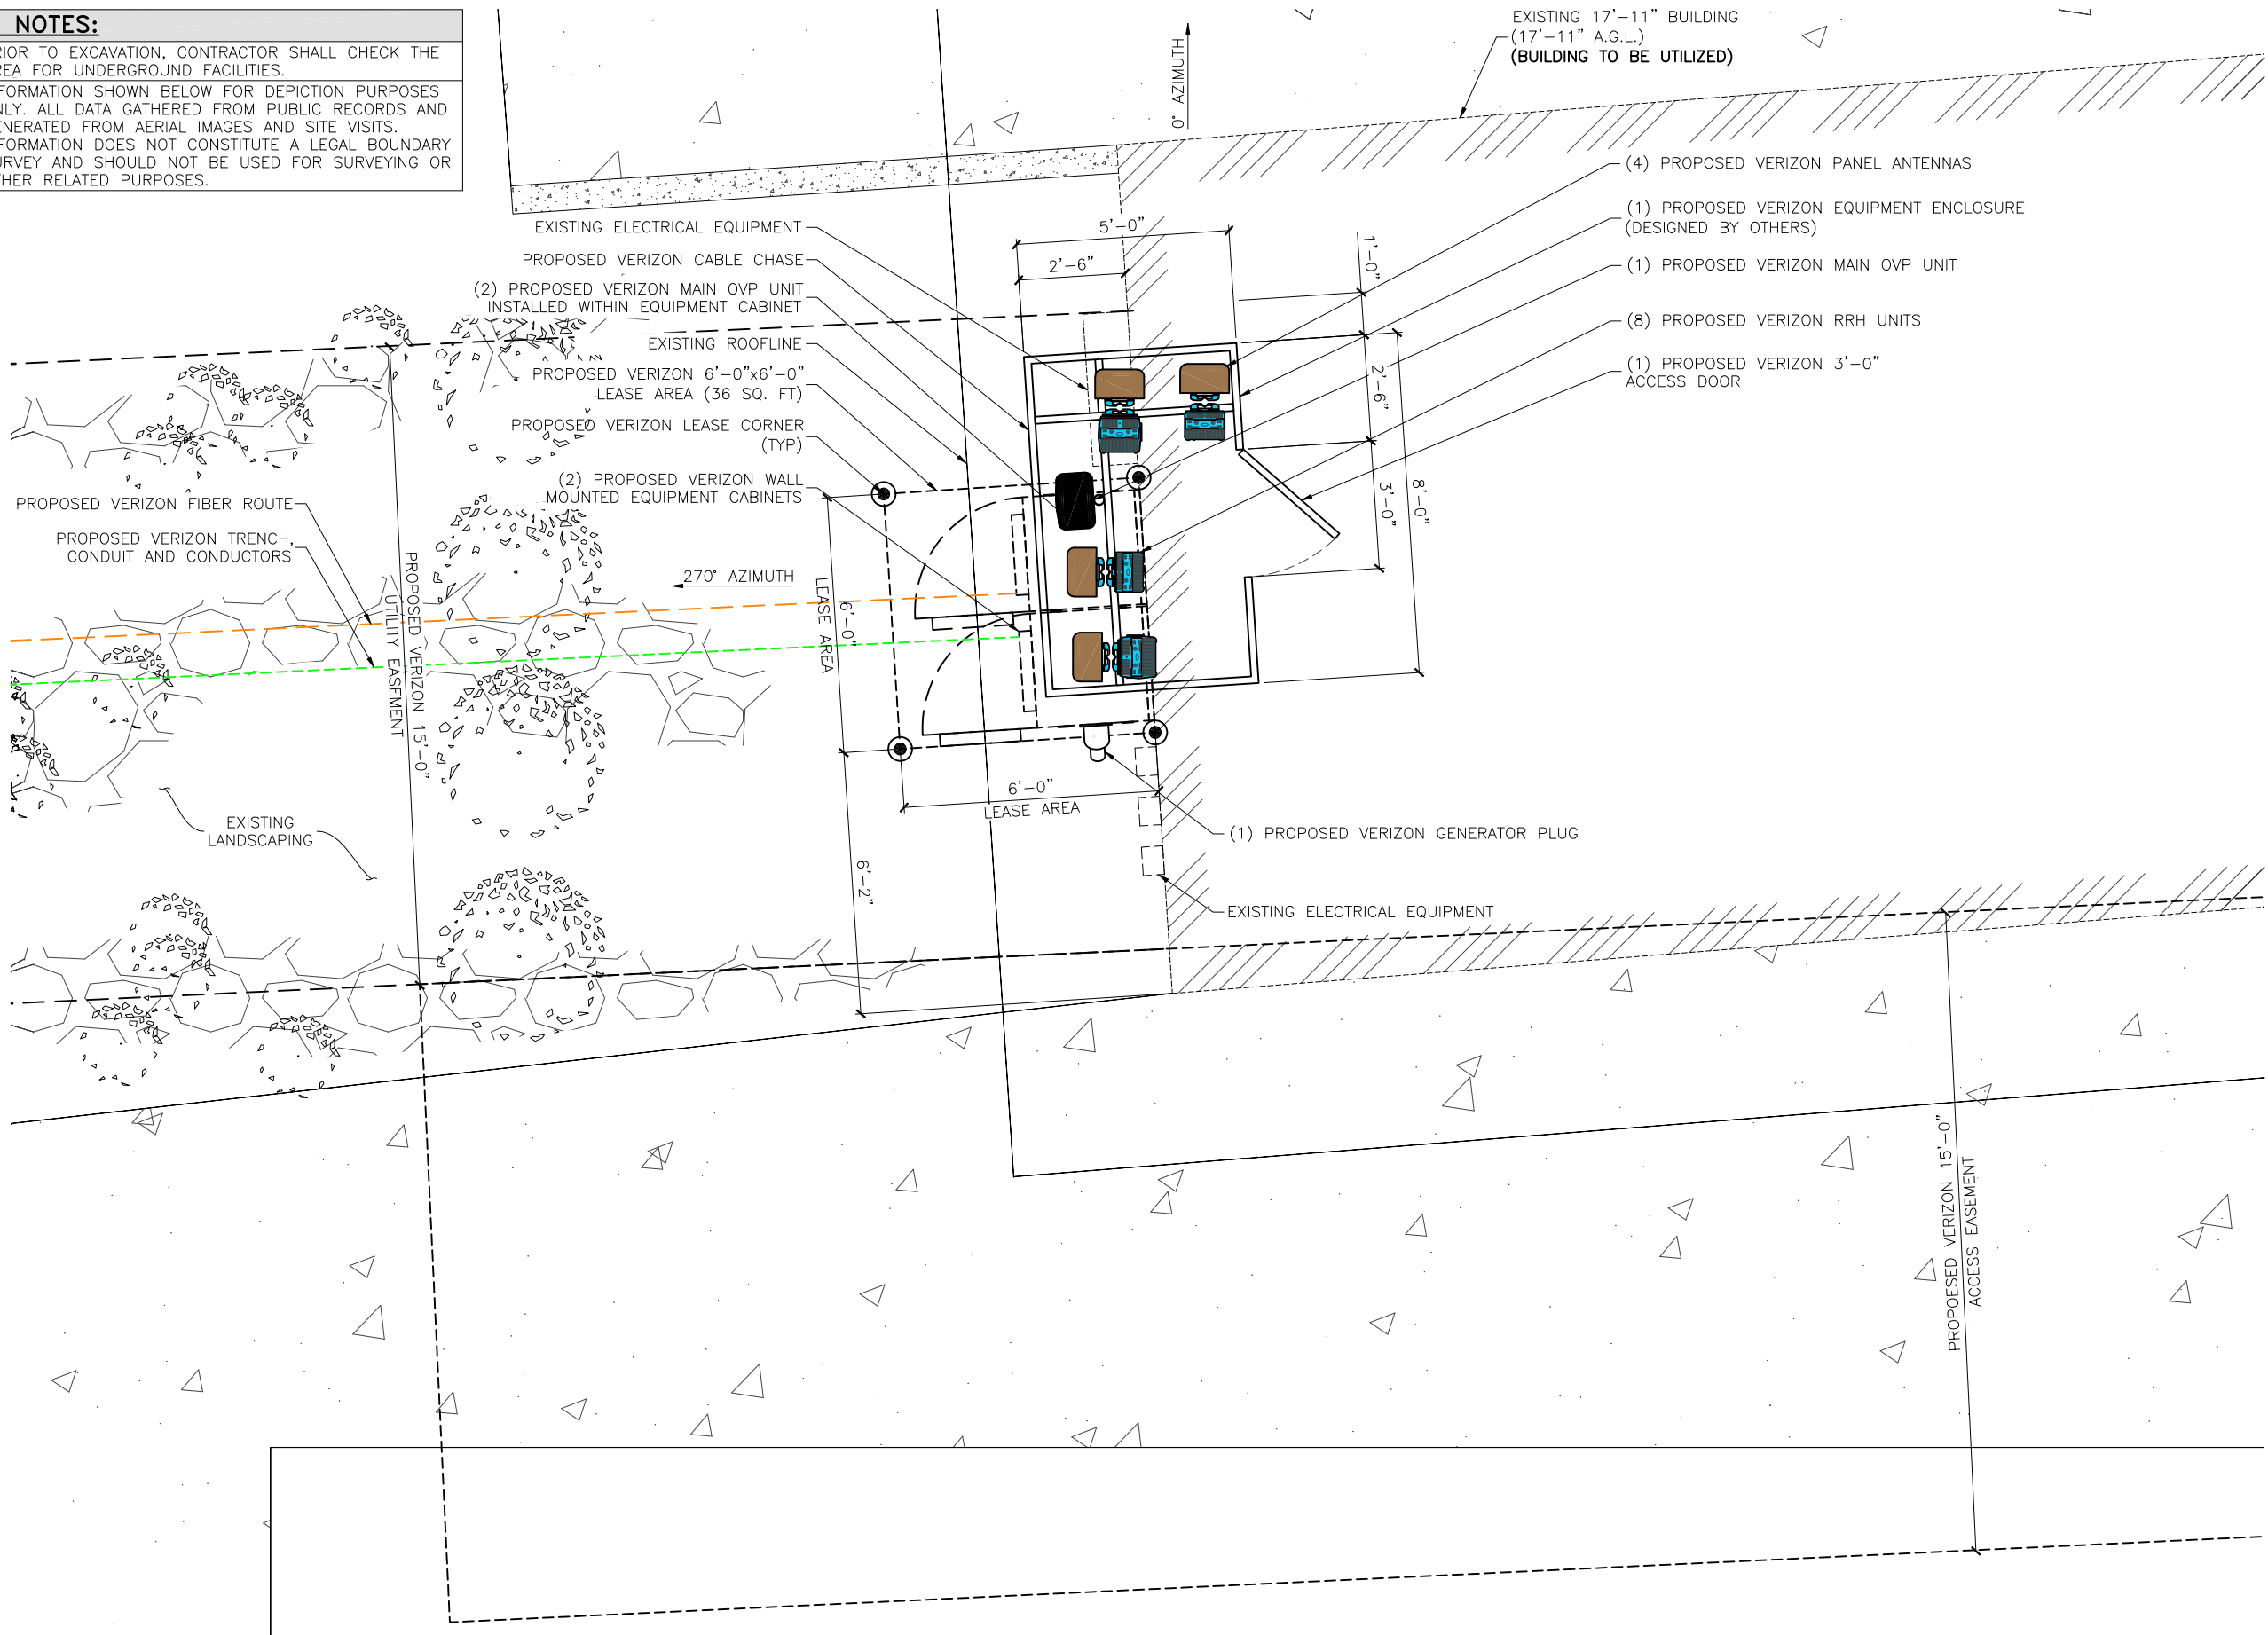 NOTES:
RIOR TO EXCAVATION, CONTRACTOR SHALL CHECK THE
REA FOR UNDERGROUND FACILITIES.
FORMATION SHOWN BELOW FOR DEPICTION PURPOSES
NLY. ALL DATA GATHERED FROM PUBLIC RECORDS AND
ENERATED FROM AERIAL IMAGES AND SITE VISITS.
FORMATION DOES NOT CONSTITUTE A LEGAL BOUNDARY
URVEY AND SHOULD NOT BE USED FOR SURVEYING OR
THER RELATED PURPOSES.
0° AZIMUTH
EXISTING 17'-11" BUILDING
(17'-11" A.G.L.)
(BUILDING TO BE UTILIZED)
(4) PROPOSED VERIZON PANEL ANTENNAS
(1) PROPOSED VERIZON EQUIPMENT ENCLOSURE
(DESIGNED BY OTHERS)
(1) PROPOSED VERIZON MAIN OVP UNIT
(8) PROPOSED VERIZON RRH UNITS
(1) PROPOSED VERIZON 3'-0"
ACCESS DOOR
EXISTING ELECTRICAL EQUIPMENT
PROPOSED VERIZON CABLE CHASE
(2) PROPOSED VERIZON MAIN OVP UNIT
INSTALLED WITHIN EQUIPMENT CABINET
EXISTING ROOFLINE
PROPOSED VERIZON 6'-0"x6'-0"
LEASE AREA (36 SQ. FT)
PROPOSED VERIZON LEASE CORNER
(TYP)
(2) PROPOSED VERIZON WALL
MOUNTED EQUIPMENT CABINETS
PROPOSED VERIZON FIBER ROUTE
PROPOSED VERIZON TRENCH,
CONDUIT AND CONDUCTORS
5'-0"
2'-6"
1'-0"
2'-6"
3'-0"
8'-0"
270° AZIMUTH
6'-0"
LEASE AREA
PROPOSED VERIZON 15'-0"
UTILITY EASEMENT
6'-0"
LEASE AREA
6'-2"
EXISTING
LANDSCAPING
(1) PROPOSED VERIZON GENERATOR PLUG
EXISTING ELECTRICAL EQUIPMENT
PROPOESED VERIZON 15'-0"
ACCESS EASEMENT